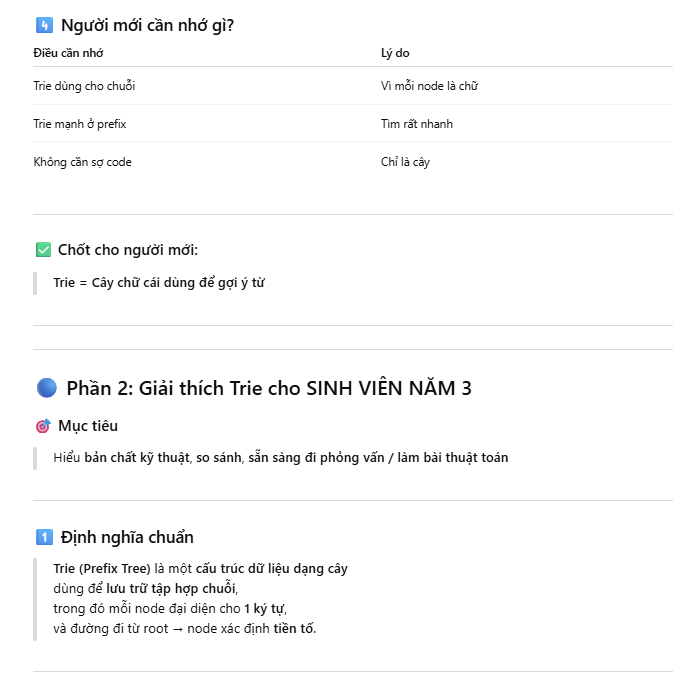 4 Người mới cần nhớ gì?
Điều cần nhớ Lý do
Trie dùng cho chuỗi Vì mỗi node là chữ
Trie mạnh ở prefix Tìm rất nhanh
Không cần sợ code Chỉ là cây
✅ Chốt cho người mới:
Trie = Cây chữ cái dùng để gợi ý từ
🔵 Phần 2: Giải thích Trie cho SINH VIÊN NĂM 3
🎯 Mục tiêu
Hiểu bản chất kỹ thuật, so sánh, sẵn sàng đi phỏng vấn / làm bài thuật toán
1 Định nghĩa chuẩn
Trie (Prefix Tree) là một cấu trúc dữ liệu dạng cây
dùng để lưu trữ tập hợp chuỗi,
trong đó mỗi node đại diện cho 1 ký tự,
và đường đi từ root → node xác định tiền tố.